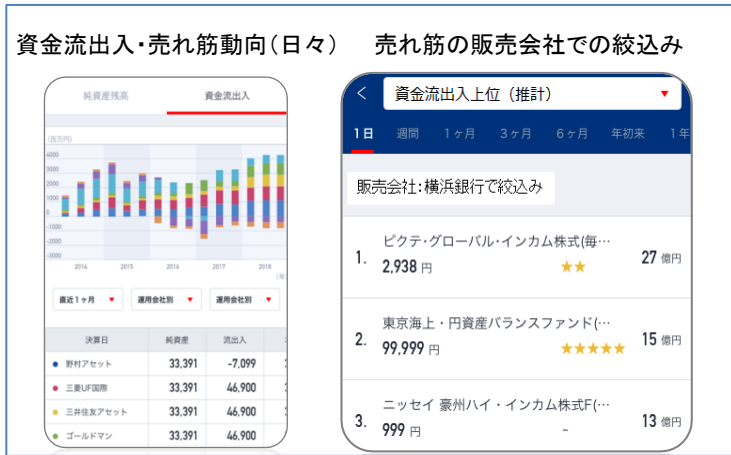 資金流出入・売れ筋動向(日々)
売れ筋の販売会社での絞込み
純資産残高
資金流出入
(百万円)
4000
3000
2000
1000
0
-1000
-2000
-3000
2014 2015 2016 2017 2018
(年
直近1ヶ月 ▼ 運用会社別 ▼ 運用会社別 ▼
決算日 純資産 流出入
野村アセット 33,391 -7,099
三菱UF国際 33,391 46,900
三井住友アセット 33,391 46,900
ゴールドマン 33,391 46,900
資金流出入上位(推計) ▼
1日 週間 1ヶ月 3ヶ月 6ヶ月 年初来 1年
販売会社:横浜銀行で絞込み
ピクテ・グローバル・インカム株式(毎…
1. 2,938 円 ★★ 27 億円
東京海上・円資産バランスファンド(…
2. 99,999 円 ★★★★★ 15 億円
ニッセイ 豪州ハイ・インカム株式F(…
3. 999 円 - 13 億円